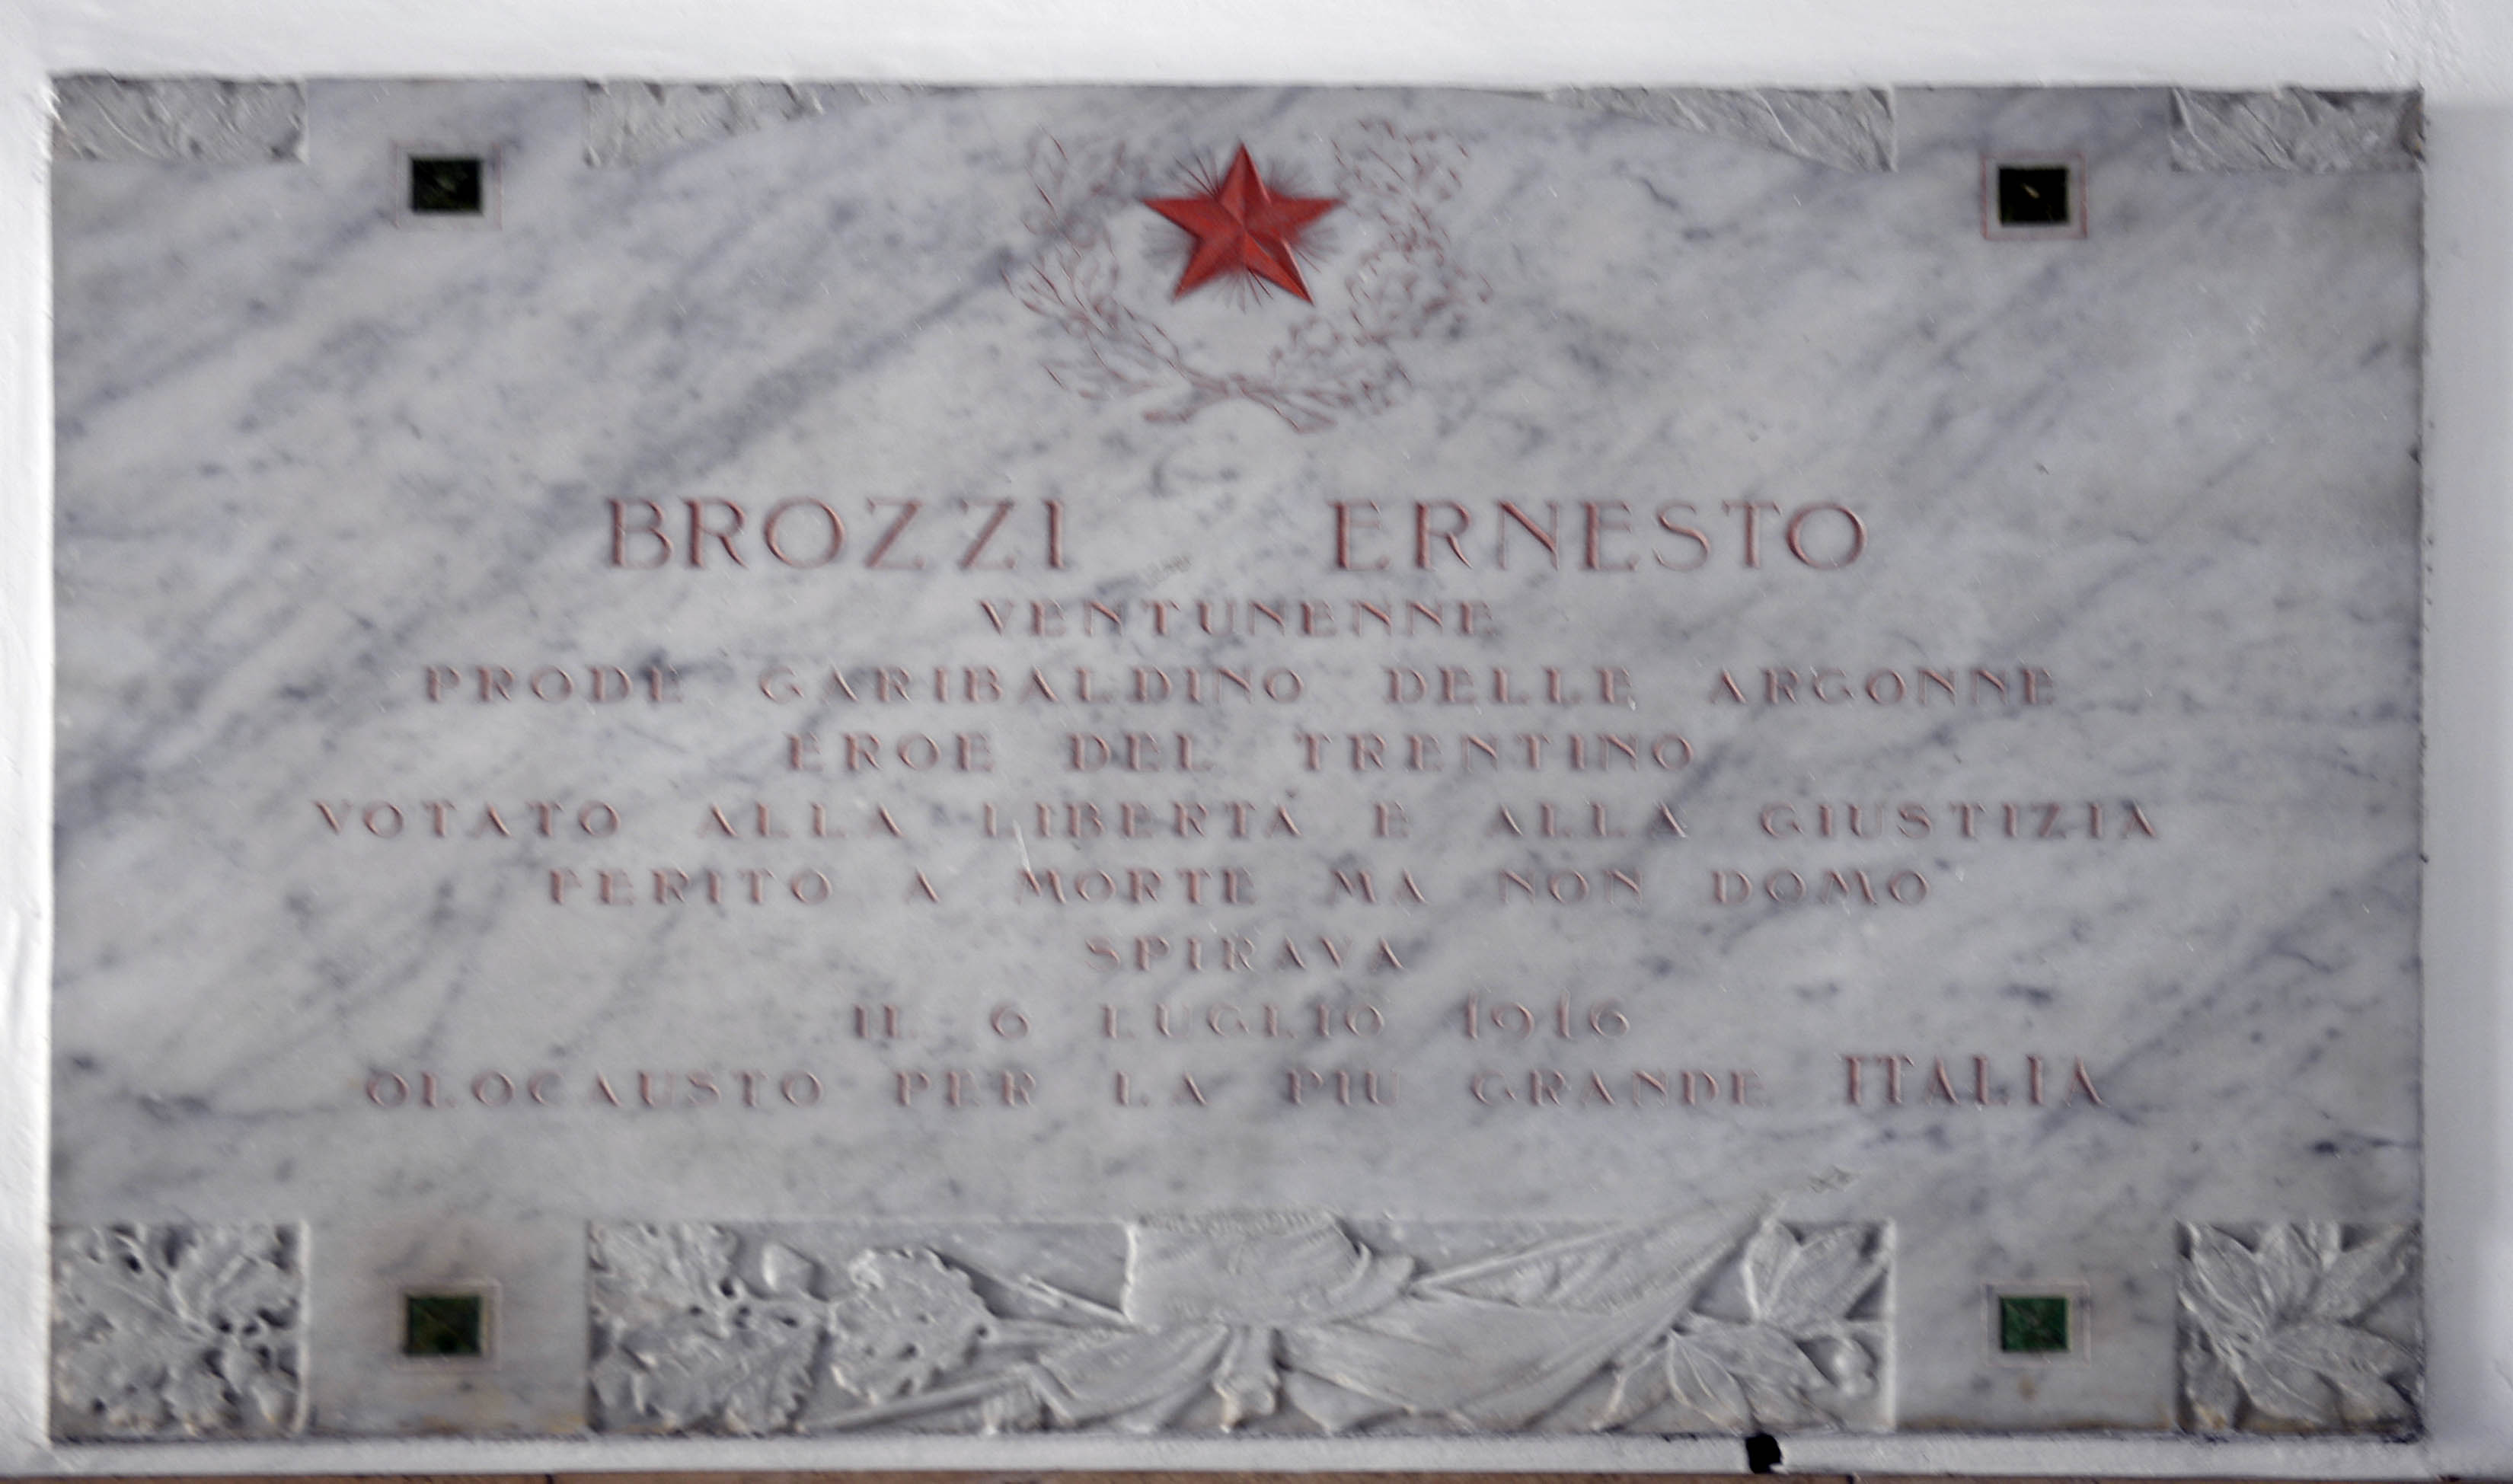 BROZZI ERNESTO
VENTUNENNE
PRODE GARIBALDINO DELLE ARGONNE
EROE DEL TRENTINO
VOTATO ALLA LIBERTÀ E ALLA GIUSTIZIA
FERITO A MORTE MA NON DOMO
SPIRAVA
IL 6 LUGLIO 1916
OLOCAUSTO PER LA PIU GRANDE ITALIA